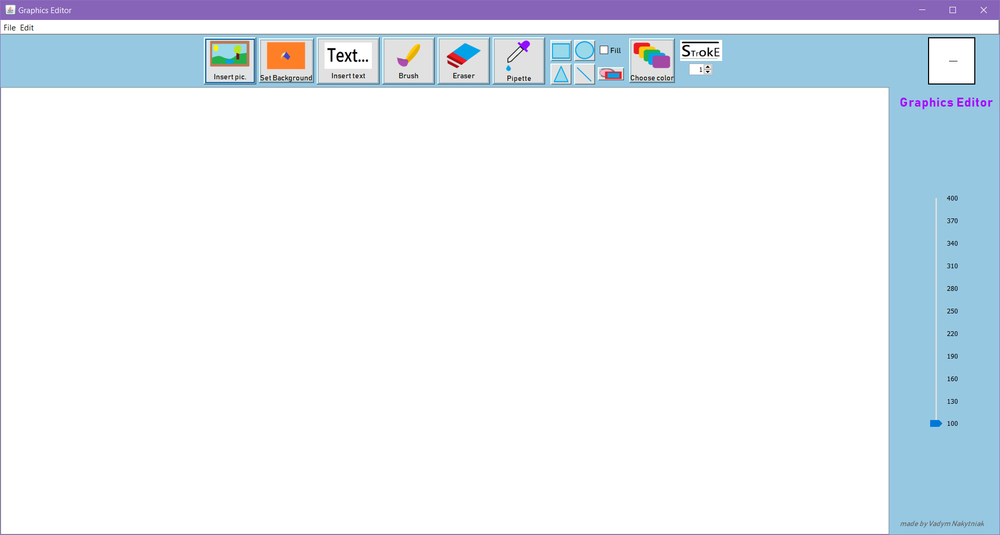 Graphics Editor
File Edit
Insert pic.
Set Background
Text...
Insert text
Brush
Eraser
Pipette
Fill
Choose color
STrokE
1
Graphics Editor
400
370
340
310
280
250
220
190
160
130
100
made by Vadym Nakytniak